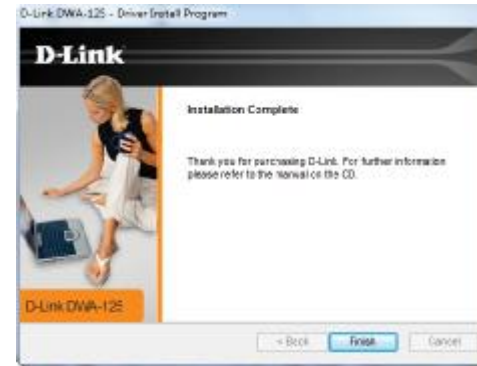 D-Link DWA-125 - Driver Install Program
D-Link
Installation Complete
Thank you for purchasing D-Link. For further information
please refer to the manual on the CD.
D-Link DWA-125
< Back
Finish
Cancel